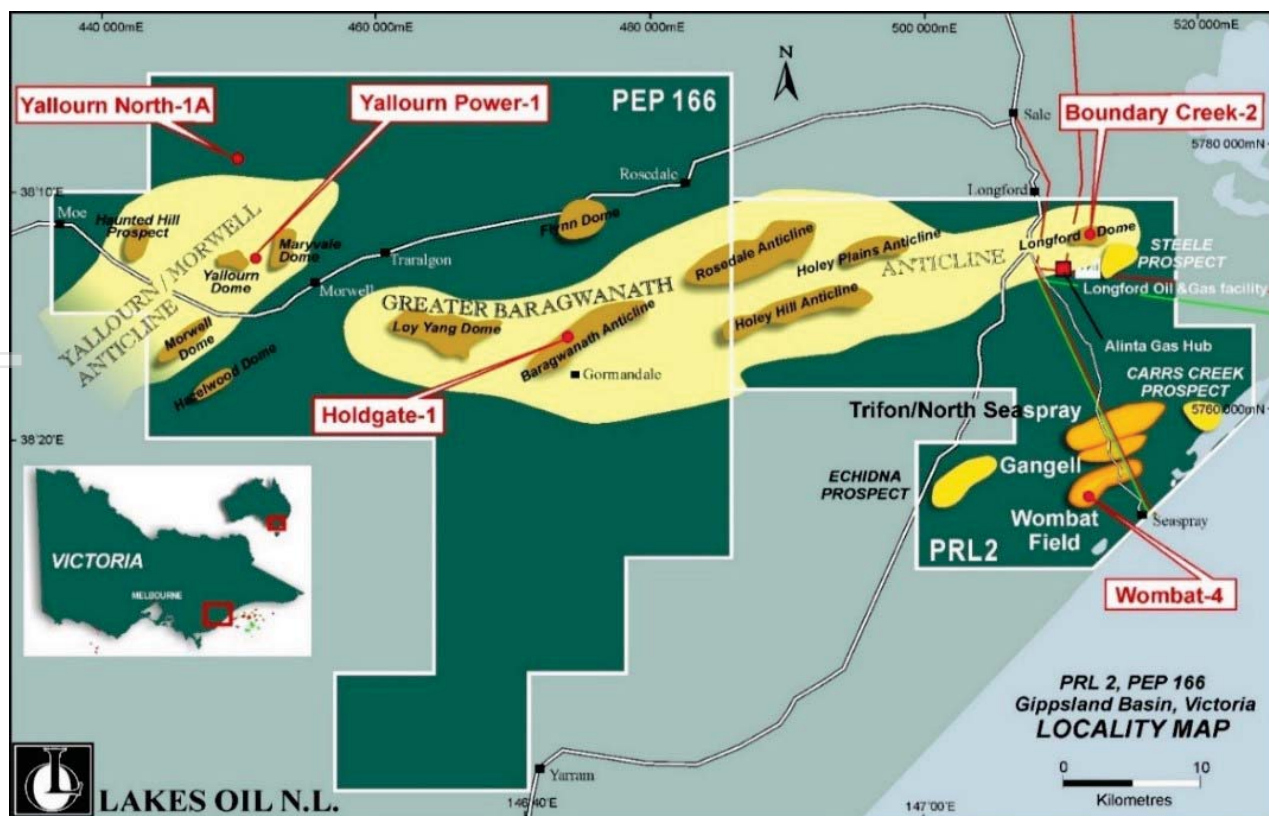 440 000mE
460 000mE
480 000mE
500 000mE
520 000mE
N
Yallourn North-1A
Yallourn Power-1
PEP 166
Boundary Creek-2
Sale
5780 000mN
38°10'E
Moe
Haunted Hill
Prospect
Maryvale
Dome
Yallourn
Dome
YALLOURN / MORWELL
ANTICLINE
Morwell
Traralgon
Flynn Dome
Rosedale
Longford
Rosedale Anticline
Holey Plains Anticline
ANTICLINE
Longford Dome
STEELE
PROSPECT
Longford Oil &Gas facility
GREATER BARAGWANATH
Loy Yang Dome
Baragwanath Anticline
Holey Hill Anticline
Morwell
Dome
Hazelwood Dome
Gormandale
Alinta Gas Hub
Holdgate-1
CARRS CREEK
PROSPECT
Trifon/North Seaspray
5760 000mN
38°20'E
Gangell
ECHIDNA
PROSPECT
Wombat
Field
Seaspray
PRL2
Wombat-4
VICTORIA
MELBOURNE
PRL 2, PEP 166
Gippsland Basin, Victoria
LOCALITY MAP
0
10
Kilometres
Yarram
146°40'E
147°00'E
LAKES OIL N.L.